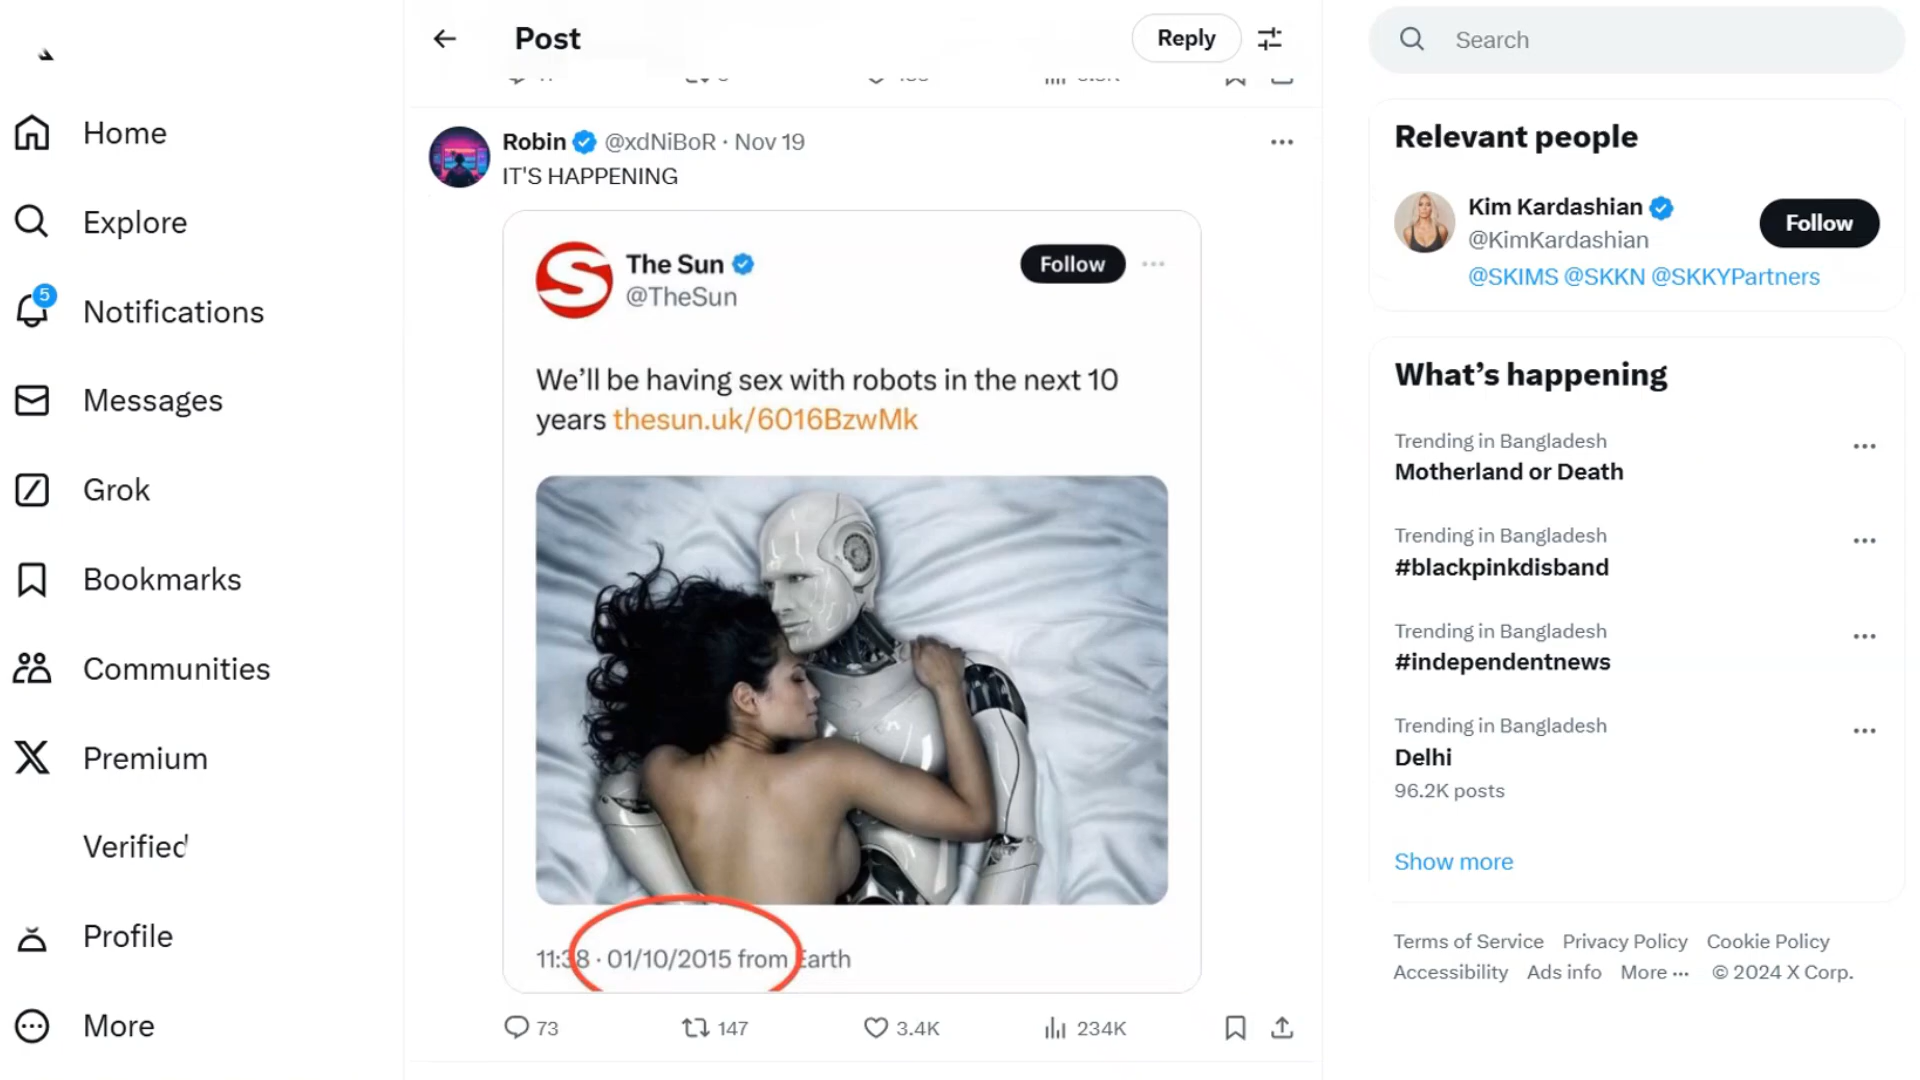 Home
Explore
5
Notifications
Messages
Grok
Bookmarks
Communities
Premium
Verified
Profile
More
Post
Reply
Robin @xdNiBoR · Nov 19
IT'S HAPPENING
The Sun
@TheSun
Follow
We'll be having sex with robots in the next 10
years thesun.uk/6016BzwMk
11:38 · 01/10/2015 from Earth
73
147
3.4K
234K
Search
Relevant people
Kim Kardashian
@KimKardashian
Follow
@SKIMS @SKKN @SKKYPartners
What's happening
Trending in Bangladesh
Motherland or Death
Trending in Bangladesh
#blackpinkdisband
Trending in Bangladesh
#independentnews
Trending in Bangladesh
Delhi
96.2K posts
Show more
Terms of Service Privacy Policy Cookie Policy
Accessibility Ads info More ··· © 2024 X Corp.